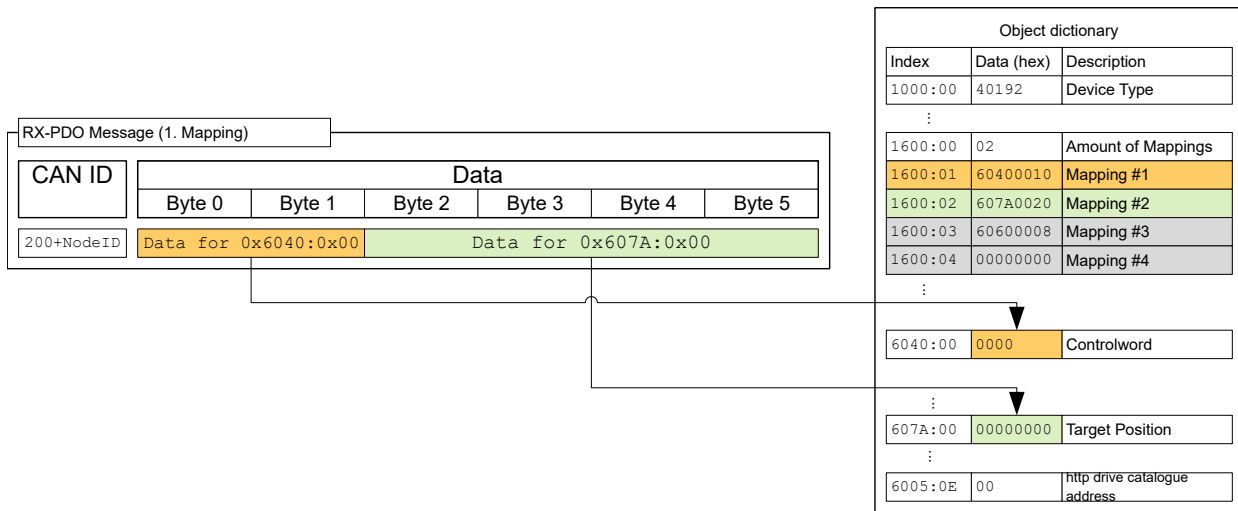 Object dictionary
Index Data (hex) Description
1000:00 40192 Device Type
⋮
RX-PDO Message (1. Mapping)
1600:00 02 Amount of Mappings
CAN ID Data
1600:01 60400010 Mapping #1
Byte 0 Byte 1 Byte 2 Byte 3 Byte 4 Byte 5
1600:02 607A0020 Mapping #2
200+NodeID Data for 0x6040:0x00 Data for 0x607A:0x00
1600:03 60600008 Mapping #3
1600:04 00000000 Mapping #4
⋮
6040:00 0000 Controlword
⋮
607A:00 00000000 Target Position
⋮
6005:0E 00 http drive catalogue
address